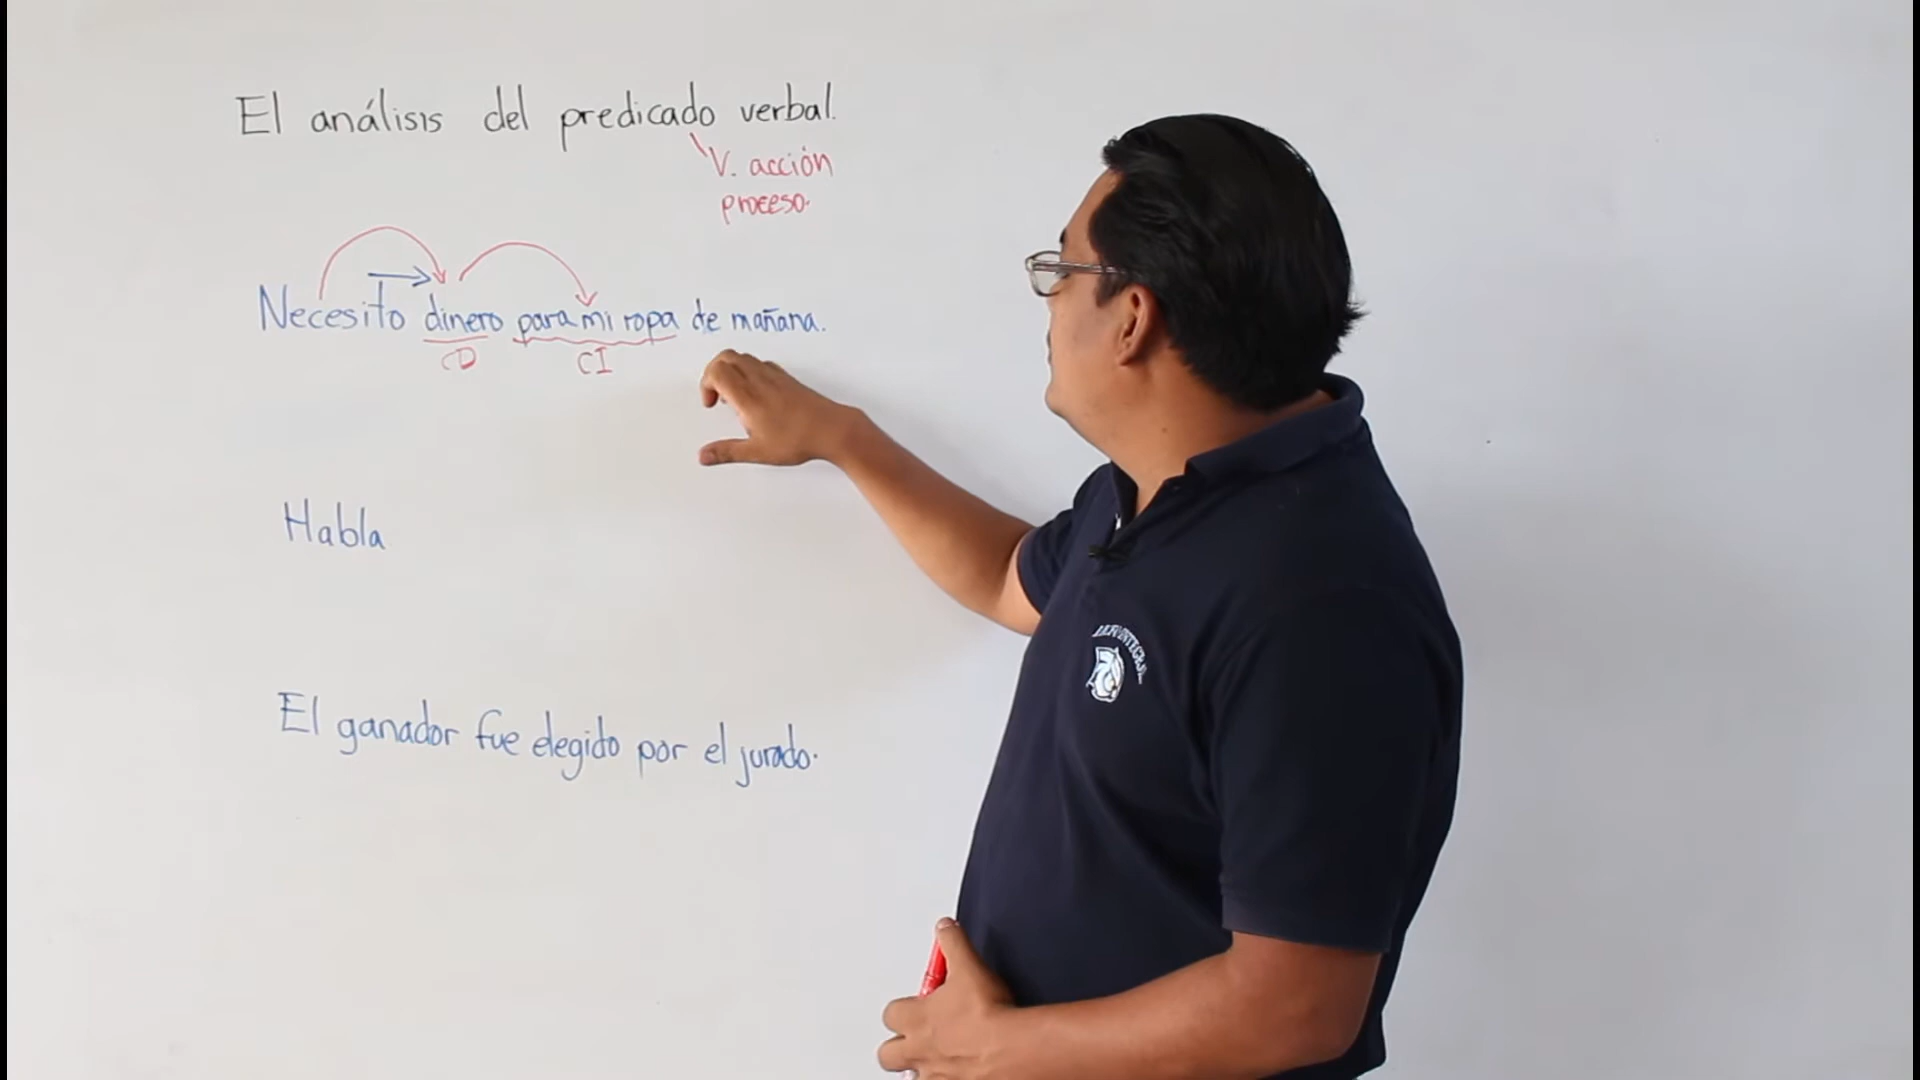 El análisis del predicado verbal.
V. acción
proceso.
Necesito dinero para mi ropa de mañana.
CD
CI
Habla
El ganador fue elegido por el jurado.